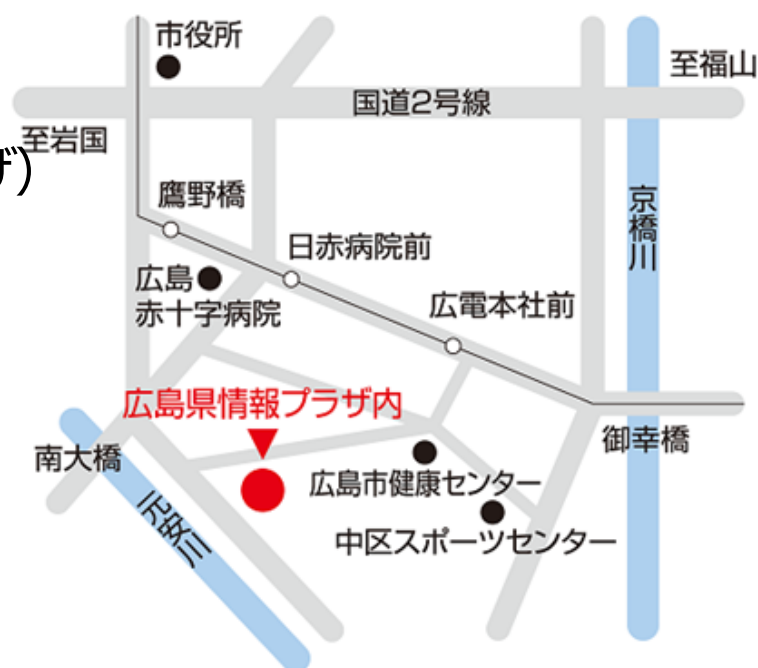 市役所
至福山
国道2号線
至岩国
ザ)
鷹野橋
京橋川
日赤病院前
広島
赤十字病院
広電本社前
広島県情報プラザ内
御幸橋
南大橋
広島市健康センター
元安川
中区スポーツセンター